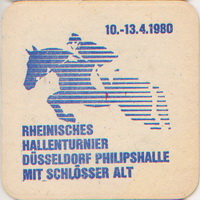 10.-13.4.1980
RHEINISCHES
HALLENTURNIER
DÜSSELDORF PHILIPSHALLE
MIT SCHLÖSSER ALT